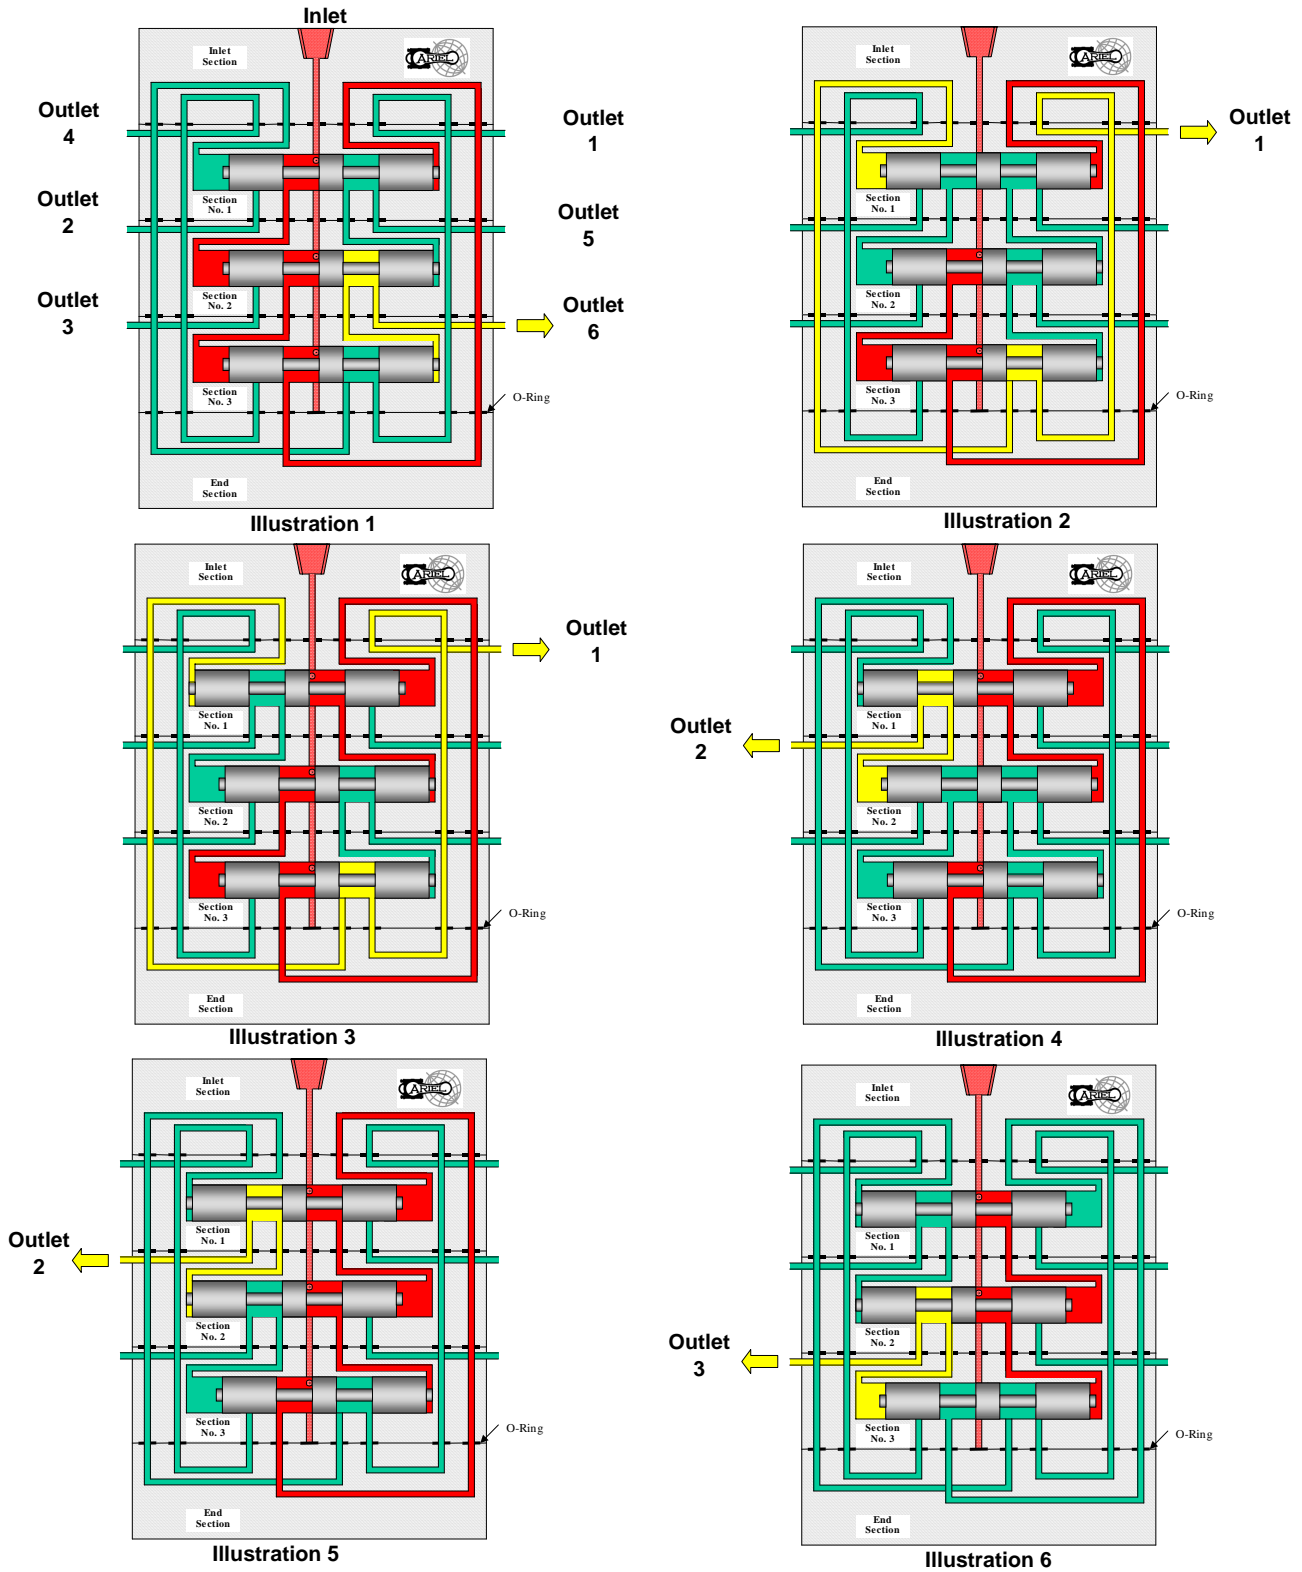 Inlet
Inlet
Section
ARIEL
Outlet
4
Outlet
1
Section
No. 1
Outlet
2
Outlet
5
Section
No. 2
Outlet
3
Outlet
6
Section
No. 3
O-Ring
End
Section
Illustration 1
Inlet
Section
ARIEL
Outlet
1
Section
No. 1
Section
No. 2
Section
No. 3
O-Ring
End
Section
Illustration 2
Inlet
Section
ARIEL
Outlet
1
Section
No. 1
Section
No. 2
Section
No. 3
O-Ring
End
Section
Illustration 3
Inlet
Section
ARIEL
Section
No. 1
Outlet
2
Section
No. 2
Section
No. 3
O-Ring
End
Section
Illustration 4
Inlet
Section
ARIEL
Section
No. 1
Outlet
2
Section
No. 2
Section
No. 3
O-Ring
End
Section
Illustration 5
Inlet
Section
ARIEL
Section
No. 1
Section
No. 2
Outlet
3
Section
No. 3
O-Ring
End
Section
Illustration 6